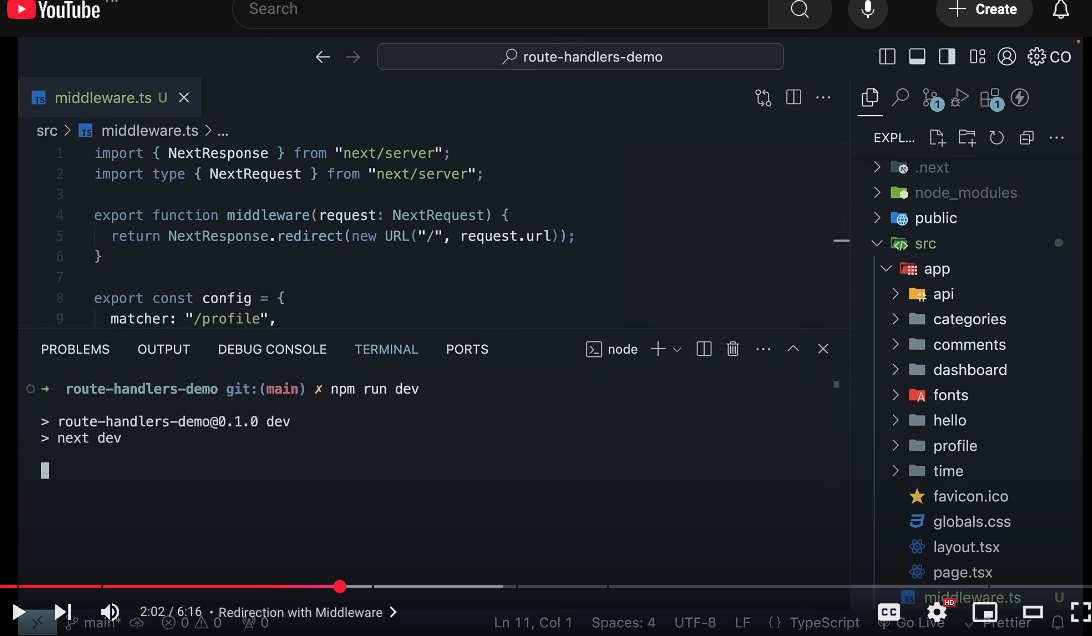 YouTube
Search
Create
route-handlers-demo
CO
middleware.ts U
src > middleware.ts > ...
1 import { NextResponse } from "next/server";
2 import type { NextRequest } from "next/server";
3
4 export function middleware(request: NextRequest) {
5 return NextResponse.redirect(new URL("/", request.url));
6 }
7
8 export const config = {
9 matcher: "/profile",
PROBLEMS OUTPUT DEBUG CONSOLE TERMINAL PORTS
node
route-handlers-demo git:(main) ✗ npm run dev
> route-handlers-demo@0.1.0 dev
> next dev
1
1
EXPL...
.next
node_modules
public
src
app
api
categories
comments
dashboard
fonts
hello
profile
time
favicon.ico
globals.css
layout.tsx
page.tsx
middleware.ts U
2:02 / 6:16 • Redirection with Middleware >
CC
HD
main*
0 0 0
Ln 11, Col 1 Spaces: 4 UTF-8 LF {} TypeScript Go Live Prettier